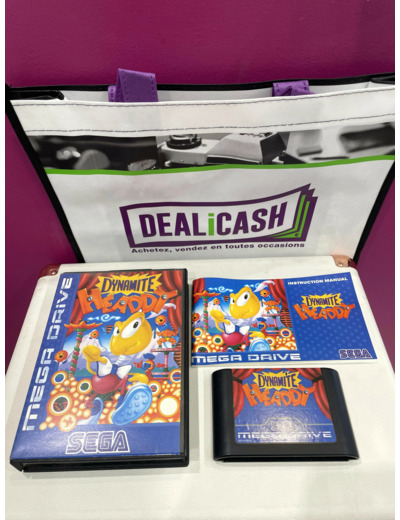 DEALiCASH
Achetez, vendez en toutes occasions
DYNAMITE
HEADDY
MEGA DRIVE
SEGA
INSTRUCTION MANUAL
DYNAMITE
HEADDY
MEGA DRIVE
SEGA
DYNAMITE
HEADDY
MEGA DRIVE